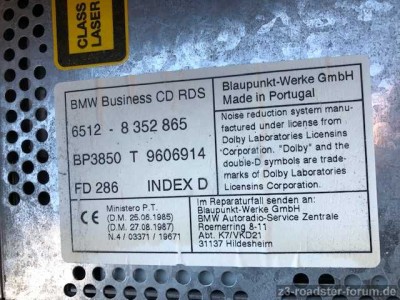 CLASS
LASER
BMW Business CD RDS
6512 - 8 352 865
BP3850 T 9606914
FD 286 INDEX D
Blaupunkt-Werke GmbH
Made in Portugal
Noise reduction system manu-
factured under license from
Dolby Laboratories Licensins
Corporation. "Dolby" and the
double-D symbols are trade-
marks of Dolby Laboratories
Licensins Corporation.
CE
Ministero P.T.
(D.M. 25.06.1985)
(D.M. 27.08.1987)
N.4 / 03371 / 19671
Im Reparaturfall senden an:
Blaupunkt-Werke GmbH
BMW Autoradio-Service Zentrale
Roemerring 8-11
Abt. K7/VKD21
31137 Hildesheim
z3-roadster-forum.de